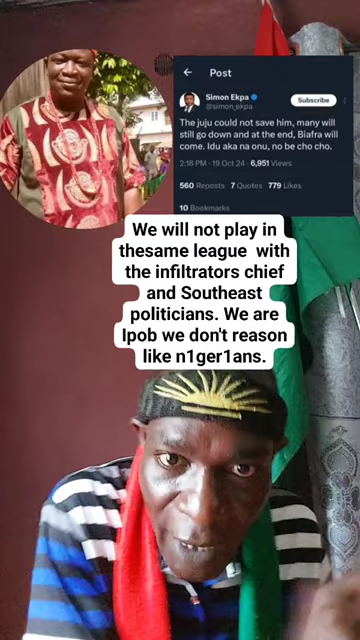 Post
Simon Ekpa
@simon_ekpa
Subscribe
The juju could not save him, many will
still go down and at the end, Biafra will
come. Idu aka na onu, no be cho cho.
2:18 PM · 19 Oct 24 · 6,951 Views
560 Reposts 7 Quotes 779 Likes
10 Bookmarks
We will not play in
thesame league with
the infiltrators chief
and Southeast
politicians. We are
Ipob we don't reason
like n1ger1ans.